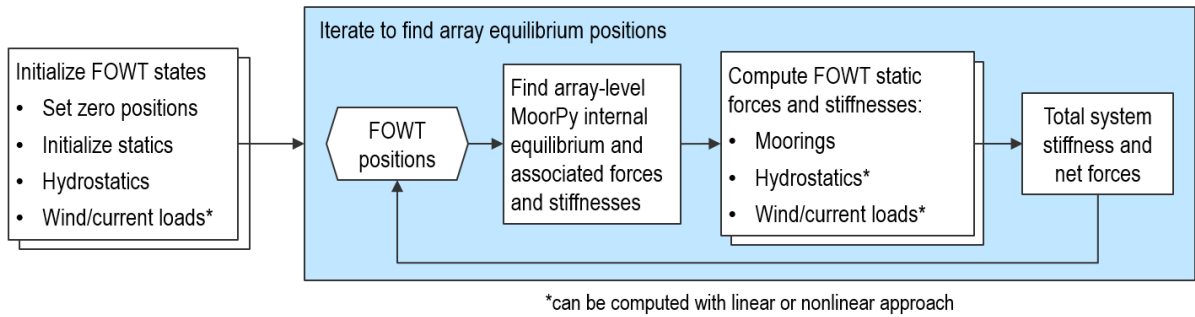 Initialize FOWT states
• Set zero positions
• Initialize statics
• Hydrostatics
• Wind/current loads*
Iterate to find array equilibrium positions
FOWT
positions
Find array-level
MoorPy internal
equilibrium and
associated forces
and stiffnesses
Compute FOWT static
forces and stiffnesses:
• Moorings
• Hydrostatics*
• Wind/current loads*
Total system
stiffness and
net forces
*can be computed with linear or nonlinear approach